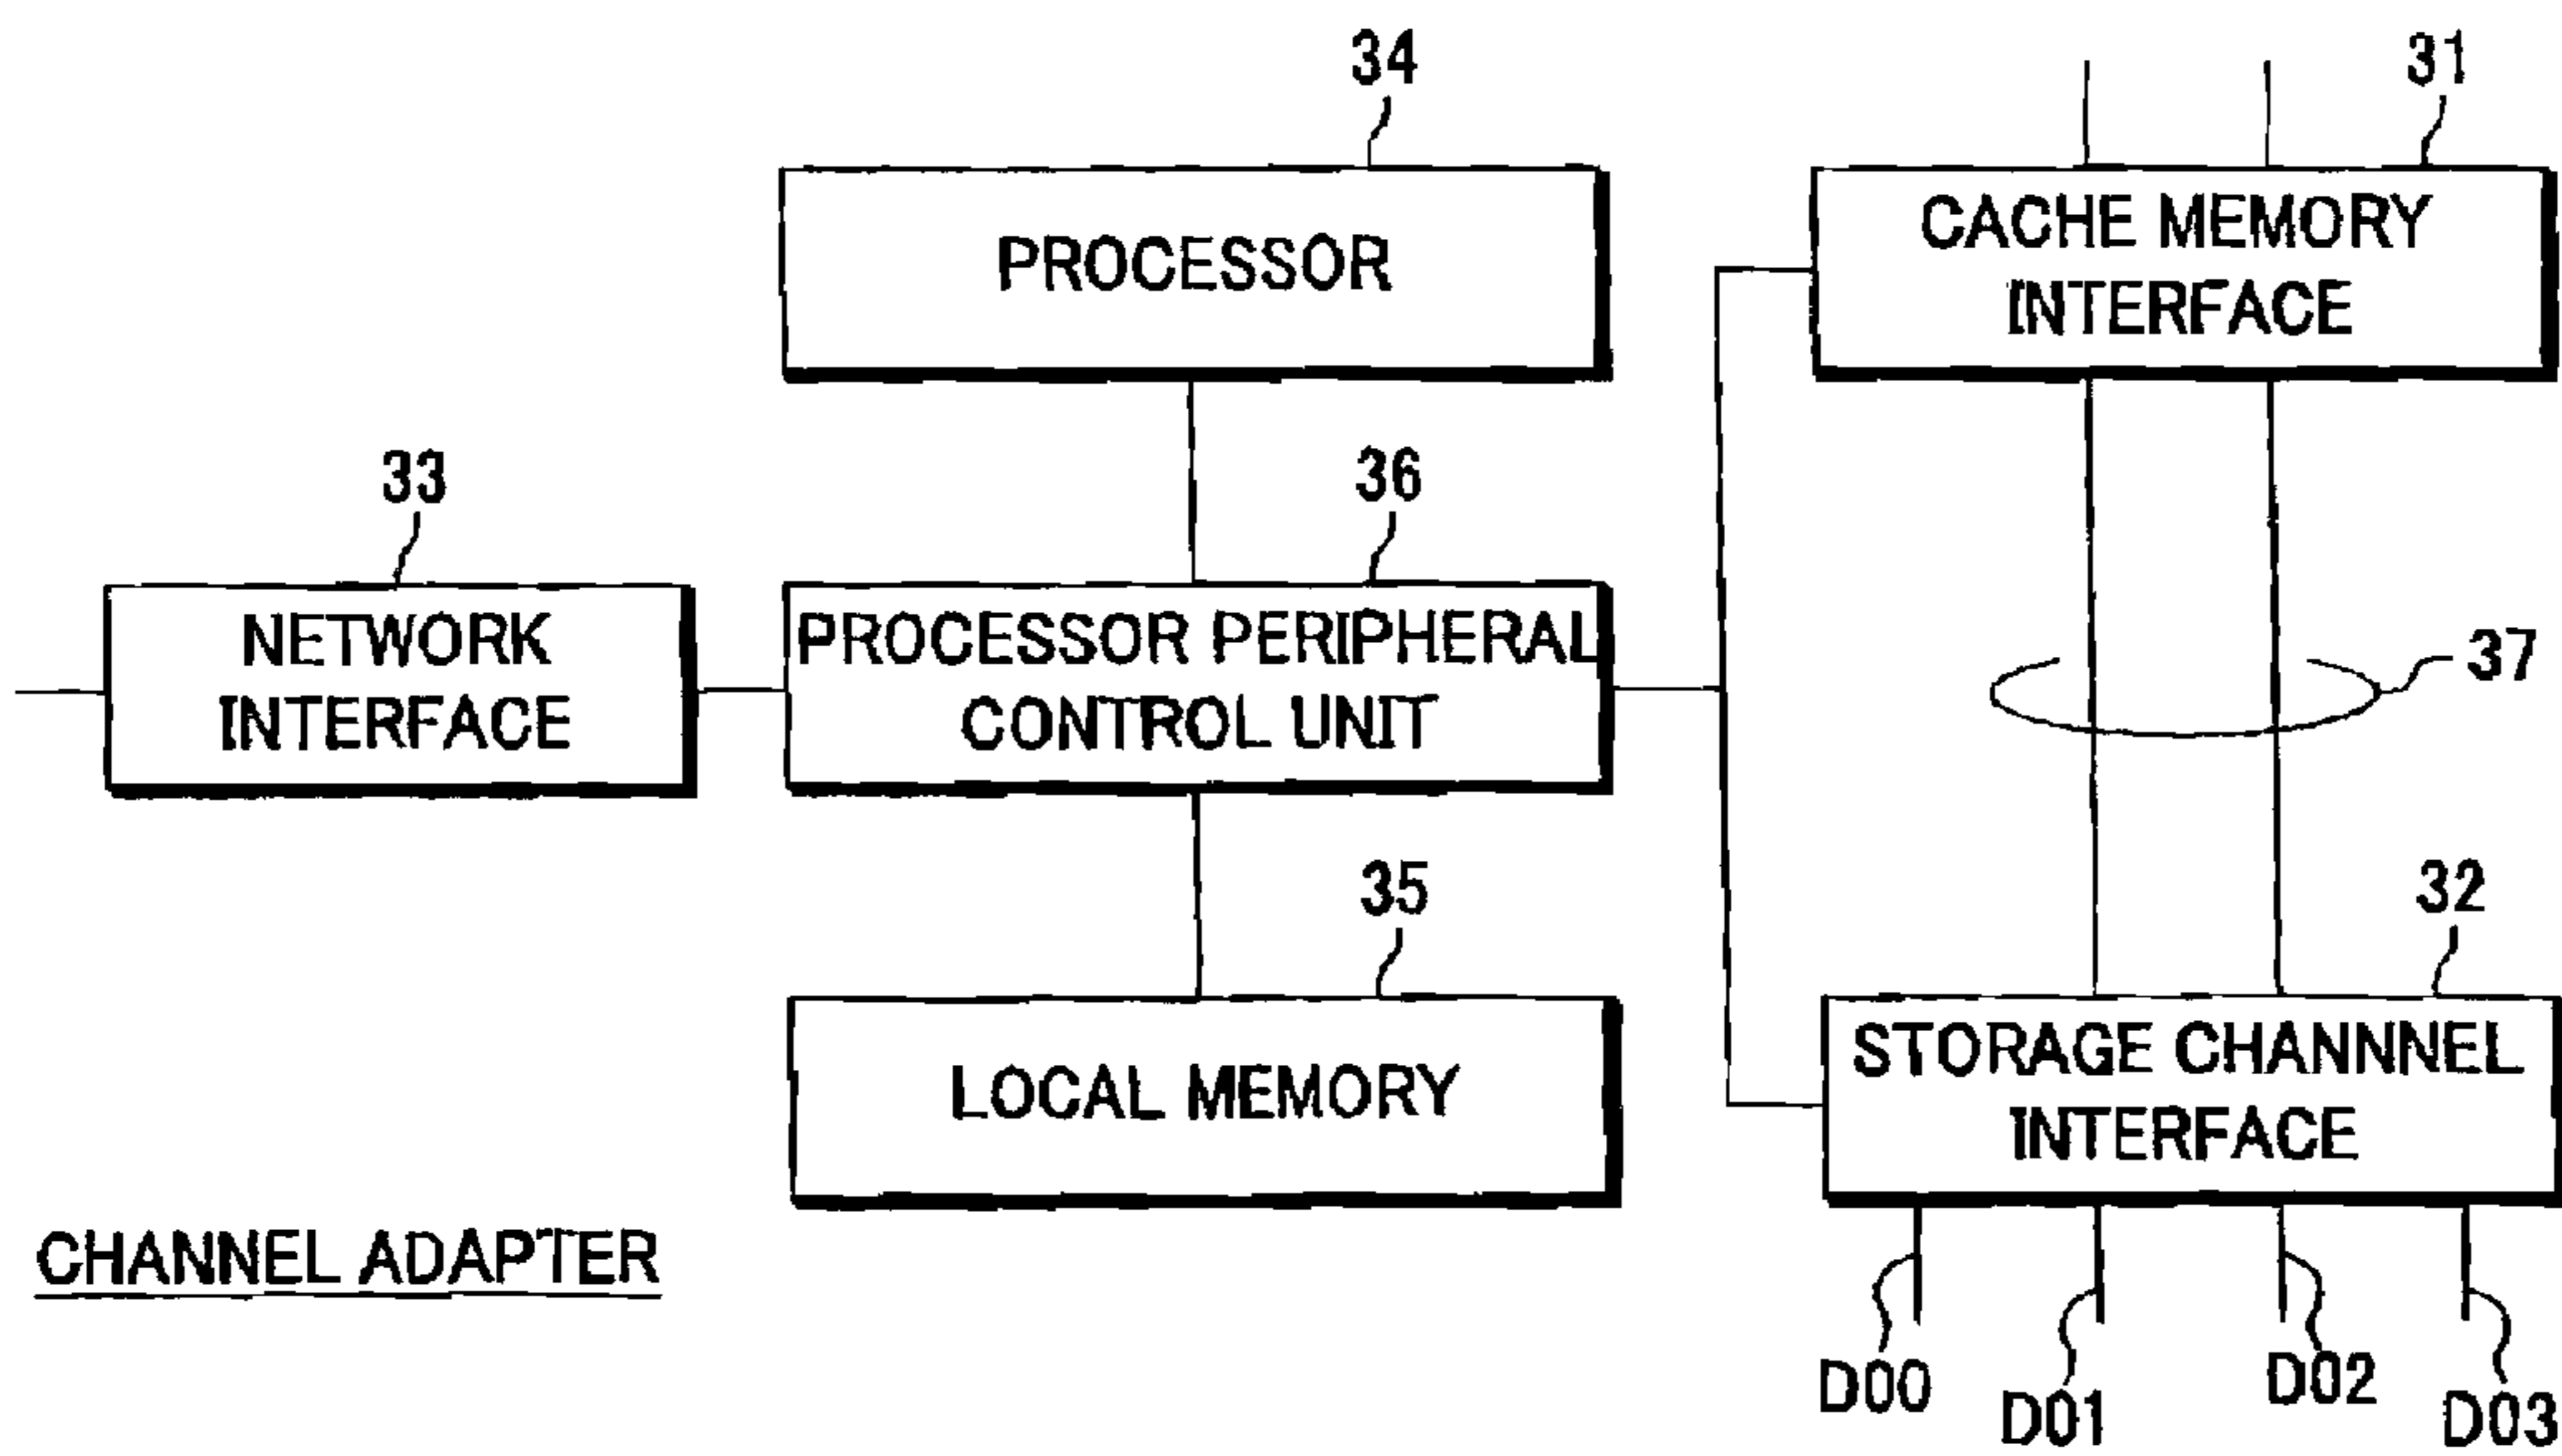 34
31
PROCESSOR
CACHE MEMORY
INTERFACE
33
36
NETWORK
INTERFACE
PROCESSOR PERIPHERAL
CONTROL UNIT
37
35
32
LOCAL MEMORY
STORAGE CHANNNEL
INTERFACE
CHANNEL ADAPTER
D00
D01
D02
D03